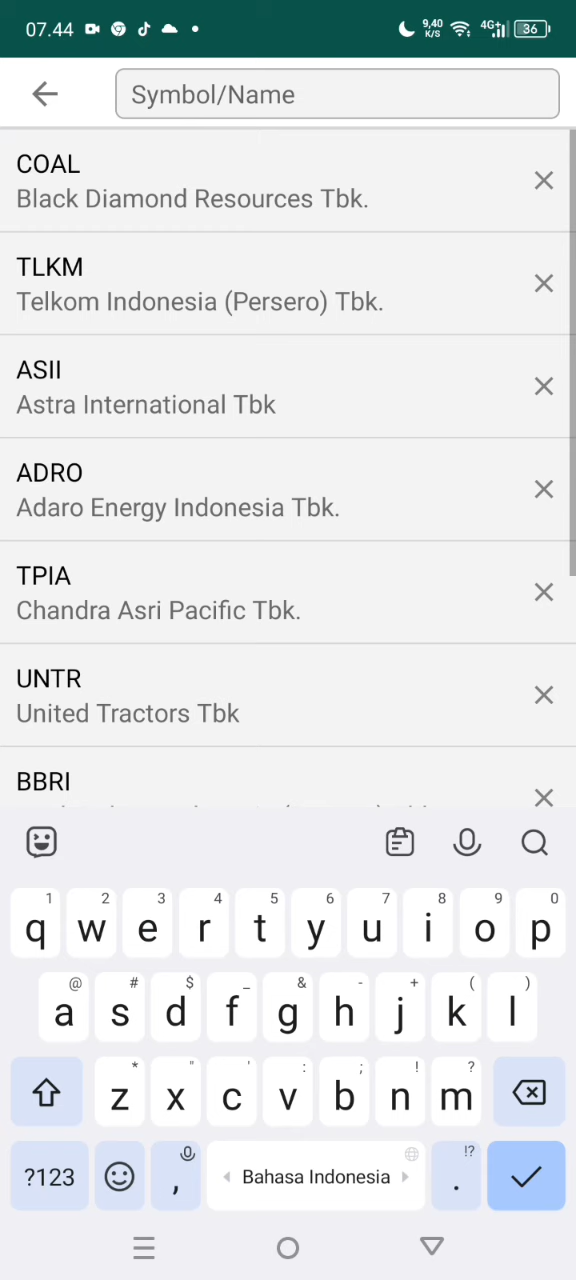 07.44
9,40
K/S
4G+
36
Symbol/Name
COAL
Black Diamond Resources Tbk.
TLKM
Telkom Indonesia (Persero) Tbk.
ASII
Astra International Tbk
ADRO
Adaro Energy Indonesia Tbk.
TPIA
Chandra Asri Pacific Tbk.
UNTR
United Tractors Tbk
BBRI
1 2 3 4 5 6 7 8 9 0
q w e r t y u i o p
@ # $ _ & - + ( )
a s d f g h j k l
* " ' : ; ! ?
z x c v b n m
!?
?123 , Bahasa Indonesia .